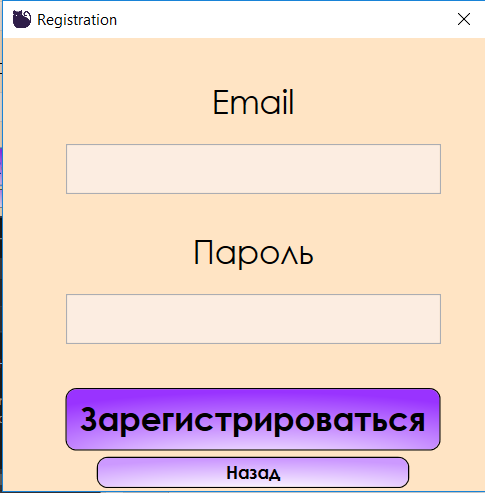 Registration
Email
Пароль
Зарегистрироваться
Назад